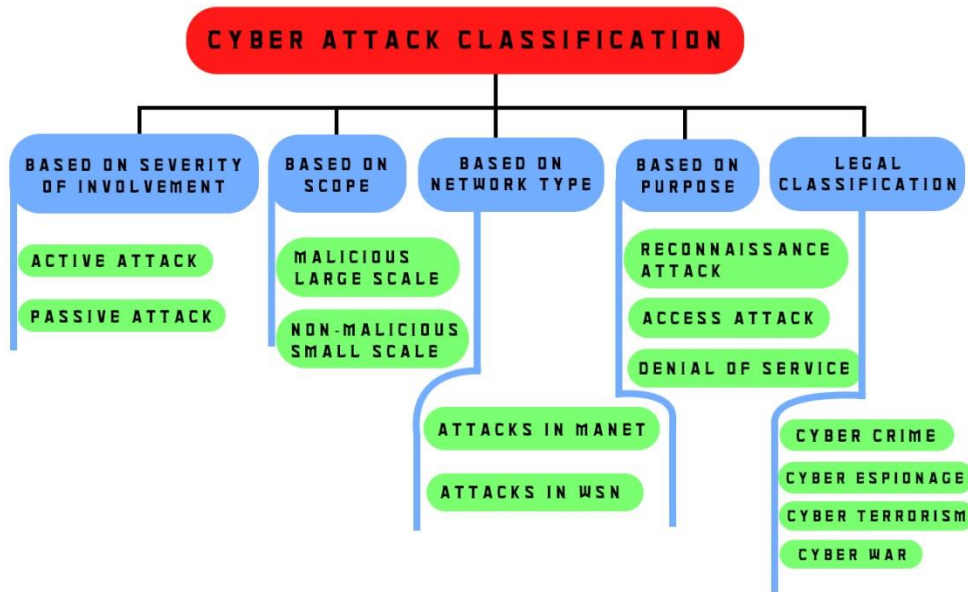 CYBER ATTACK CLASSIFICATION
BASED ON SEVERITY
OF INVOLVEMENT
ACTIVE ATTACK
PASSIVE ATTACK
BASED ON
SCOPE
MALICIOUS
LARGE SCALE
NON-MALICIOUS
SMALL SCALE
BASED ON
NETWORK TYPE
ATTACKS IN MANET
ATTACKS IN WSN
BASED ON
PURPOSE
RECONNAISSANCE
ATTACK
ACCESS ATTACK
DENIAL OF SERVICE
LEGAL
CLASSIFICATION
CYBER CRIME
CYBER ESPIONAGE
CYBER TERRORISM
CYBER WAR